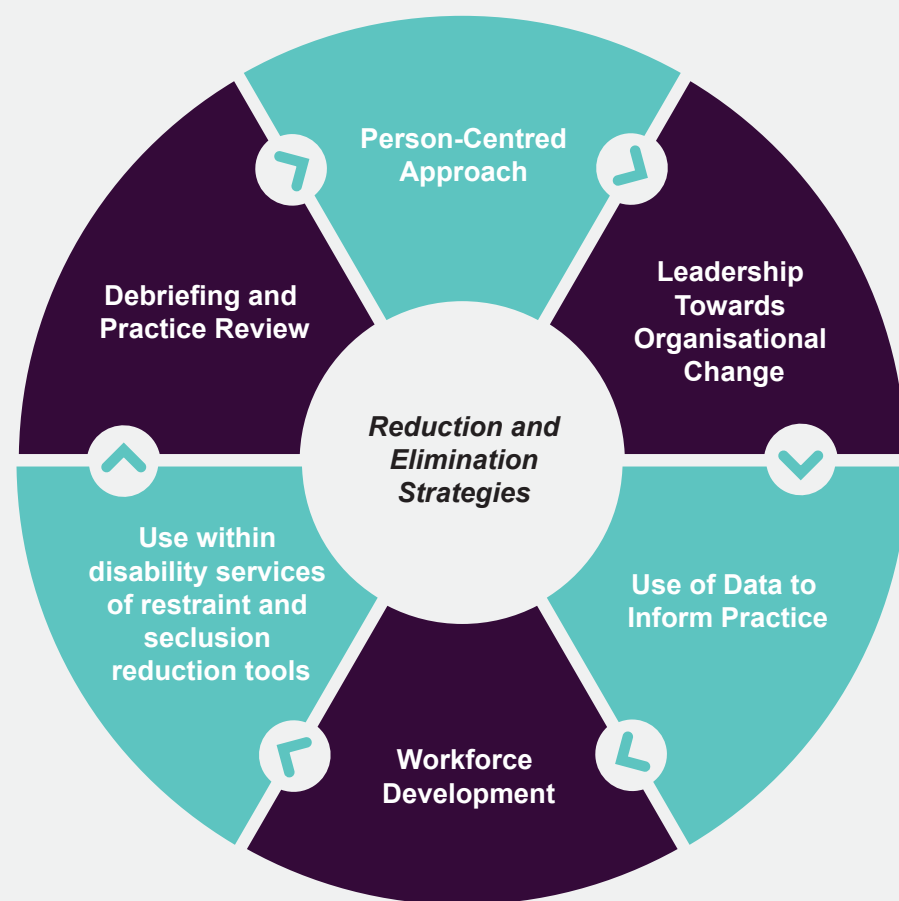 Person-Centred
Approach
Leadership
Towards
Organisational
Change
Use of Data to
Inform Practice
Workforce
Development
Use within
disability services
of restraint and
seclusion
reduction tools
Debriefing and
Practice Review
Reduction and
Elimination
Strategies